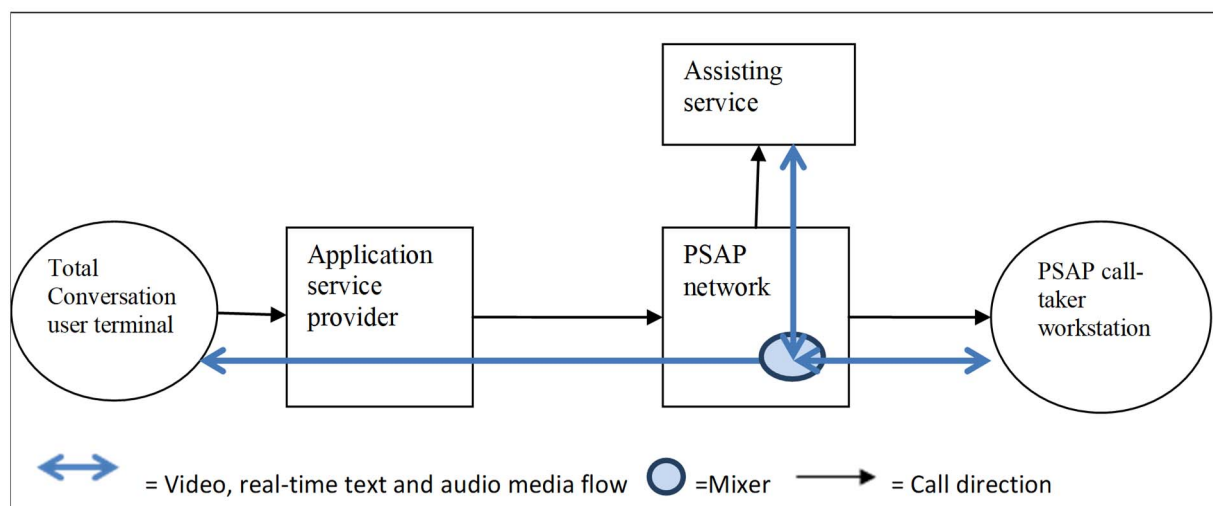 Assisting
service
Total
Conversation
user terminal
Application
service
provider
PSAP
network
PSAP call-
taker
workstation
= Video, real-time text and audio media flow
=Mixer
= Call direction